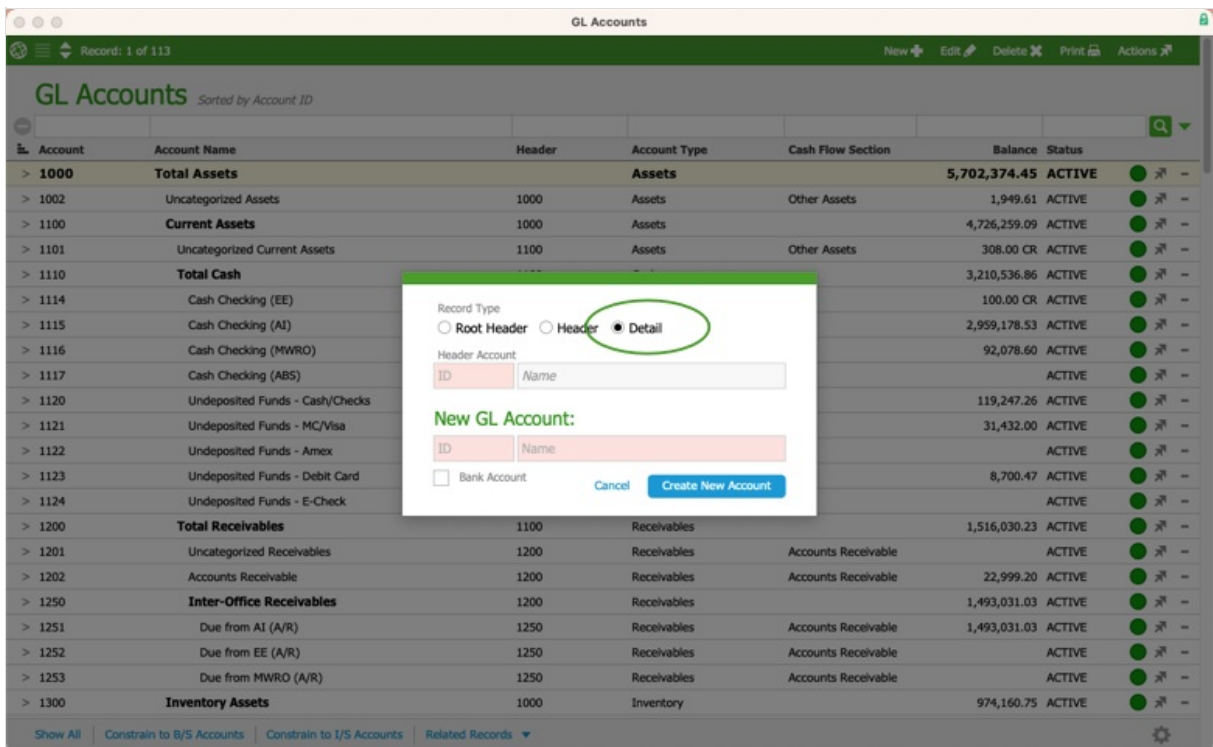 GL Accounts
Record: 1 of 113 New Edit Delete Print Actions
GL Accounts Sorted by Account ID
Account Account Name Header Account Type Cash Flow Section Balance Status
> 1000 Total Assets Assets 5,702,374.45 ACTIVE
> 1002 Uncategorized Assets 1000 Assets Other Assets 1,949.61 ACTIVE
> 1100 Current Assets 1000 Assets 4,726,259.09 ACTIVE
> 1101 Uncategorized Current Assets 1100 Assets Other Assets 308.00 CR ACTIVE
> 1110 Total Cash 3,210,536.86 ACTIVE
> 1114 Cash Checking (EE) 100.00 CR ACTIVE
> 1115 Cash Checking (AI) 2,959,178.53 ACTIVE
> 1116 Cash Checking (MWRO) 92,078.60 ACTIVE
> 1117 Cash Checking (ABS) ACTIVE
> 1120 Undeposited Funds - Cash/Checks 119,247.26 ACTIVE
> 1121 Undeposited Funds - MC/Visa 31,432.00 ACTIVE
> 1122 Undeposited Funds - Amex ACTIVE
> 1123 Undeposited Funds - Debit Card 8,700.47 ACTIVE
> 1124 Undeposited Funds - E-Check ACTIVE
> 1200 Total Receivables 1100 Receivables 1,516,030.23 ACTIVE
> 1201 Uncategorized Receivables 1200 Receivables Accounts Receivable ACTIVE
> 1202 Accounts Receivable 1200 Receivables Accounts Receivable 22,999.20 ACTIVE
> 1250 Inter-Office Receivables 1200 Receivables 1,493,031.03 ACTIVE
> 1251 Due from AI (A/R) 1250 Receivables Accounts Receivable 1,493,031.03 ACTIVE
> 1252 Due from EE (A/R) 1250 Receivables Accounts Receivable ACTIVE
> 1253 Due from MWRO (A/R) 1250 Receivables Accounts Receivable ACTIVE
> 1300 Inventory Assets 1000 Inventory 974,160.75 ACTIVE
Show All Constrain to B/S Accounts Constrain to I/S Accounts Related Records
Record Type
Root Header Header Detail
Header Account
ID Name
New GL Account:
ID Name
Bank Account Cancel Create New Account